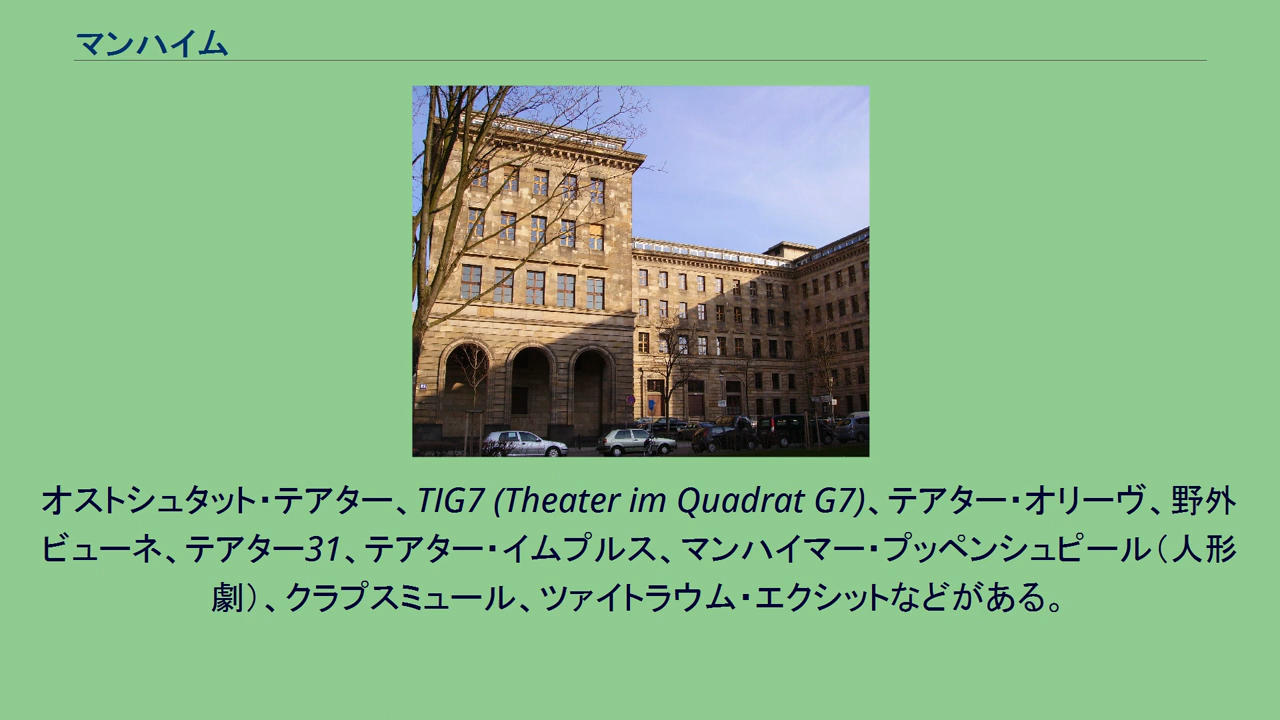 マンハイム
オストシュタット・テアター、TIG7 (Theater im Quadrat G7)、テアター・オリーヴ、野外
ビューネ、テアター31、テアター・イムプルス、マンハイマー・プッペンシュピール（人形
劇）、クラプスミュール、ツァイトラウム・エクシットなどがある。